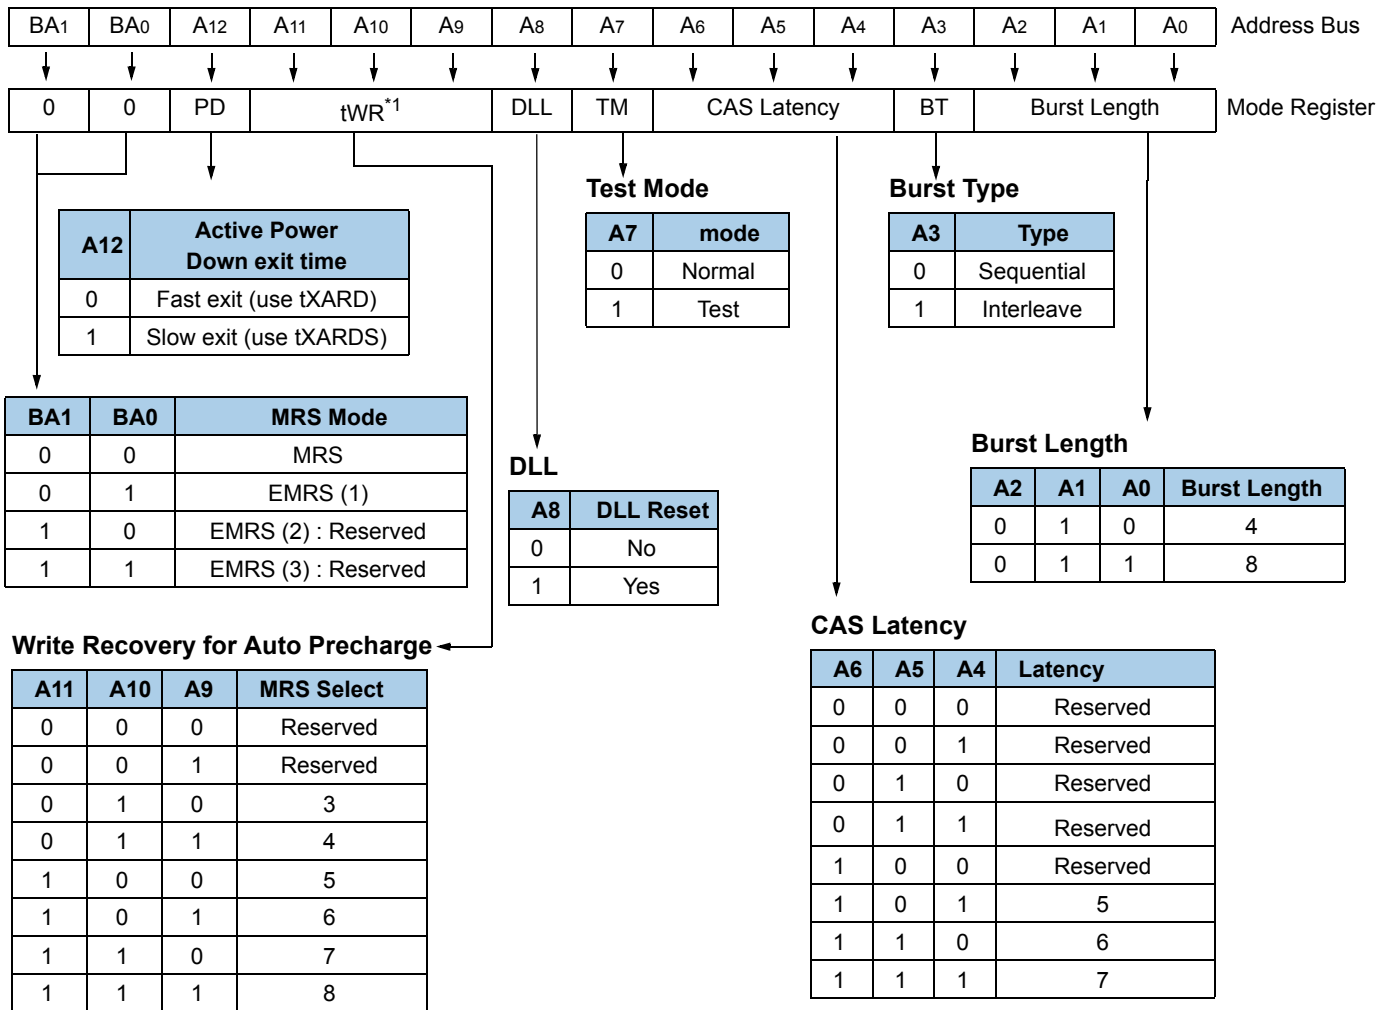 BA1 BA0 A12 A11 A10 A9 A8 A7 A6 A5 A4 A3 A2 A1 A0 Address Bus
0 0 PD tWR*1 DLL TM CAS Latency BT Burst Length Mode Register
A12 Active Power
Down exit time
0 Fast exit (use tXARD)
1 Slow exit (use tXARDS)
Test Mode
A7 mode
0 Normal
1 Test
Burst Type
A3 Type
0 Sequential
1 Interleave
BA1 BA0 MRS Mode
0 0 MRS
0 1 EMRS (1)
1 0 EMRS (2) : Reserved
1 1 EMRS (3) : Reserved
DLL
A8 DLL Reset
0 No
1 Yes
Burst Length
A2 A1 A0 Burst Length
0 1 0 4
0 1 1 8
Write Recovery for Auto Precharge
A11 A10 A9 MRS Select
0 0 0 Reserved
0 0 1 Reserved
0 1 0 3
0 1 1 4
1 0 0 5
1 0 1 6
1 1 0 7
1 1 1 8
CAS Latency
A6 A5 A4 Latency
0 0 0 Reserved
0 0 1 Reserved
0 1 0 Reserved
0 1 1 Reserved
1 0 0 Reserved
1 0 1 5
1 1 0 6
1 1 1 7